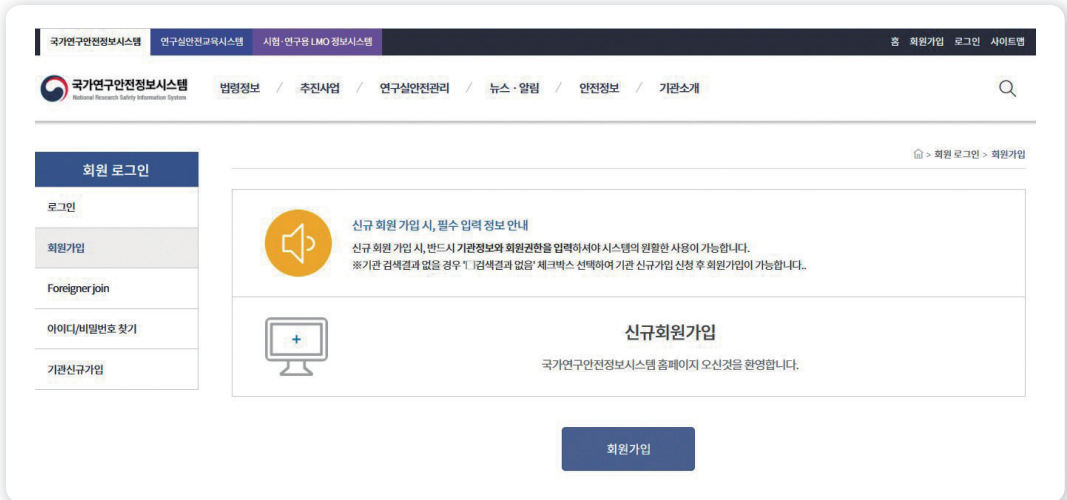 국가연구안전정보시스템 연구실안전교육시스템 시험·연구용 LMO 정보시스템 홈 회원가입 로그인 사이트맵
국가연구안전정보시스템
National Research Safety Information System
법령정보 / 추진사업 / 연구실안전관리 / 뉴스·알림 / 안전정보 / 기관소개
> 회원 로그인 > 회원가입
회원 로그인
로그인
회원가입
Foreigner join
아이디/비밀번호 찾기
기관신규가입
신규 회원 가입 시, 필수 입력 정보 안내
신규 회원 가입 시, 반드시 기관정보와 회원권한을 입력하셔야 시스템의 원활한 사용이 가능합니다.
※기관 검색결과 없을 경우 '□검색결과 없음' 체크박스 선택하여 기관 신규가입 신청 후 회원가입이 가능합니다..
신규회원가입
국가연구안전정보시스템 홈페이지 오신것을 환영합니다.
회원가입